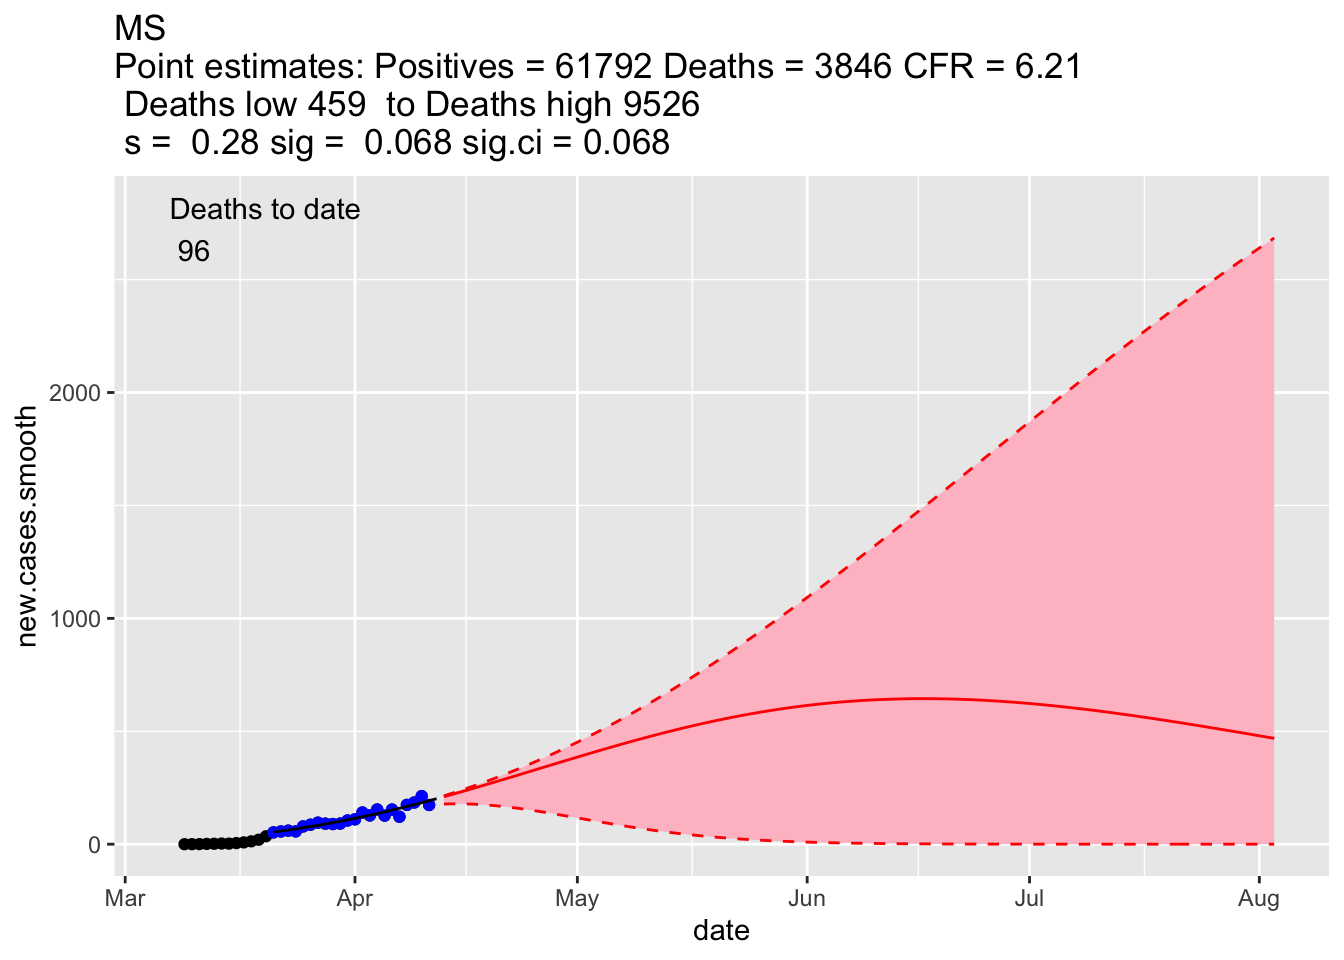 MS
Point estimates: Positives = 61792 Deaths = 3846 CFR = 6.21
Deaths low 459  to Deaths high 9526
s =  0.28 sig =  0.068 sig.ci = 0.068
Deaths to date
96
2000
1000
0
new.cases.smooth
Mar Apr May Jun Jul Aug
date